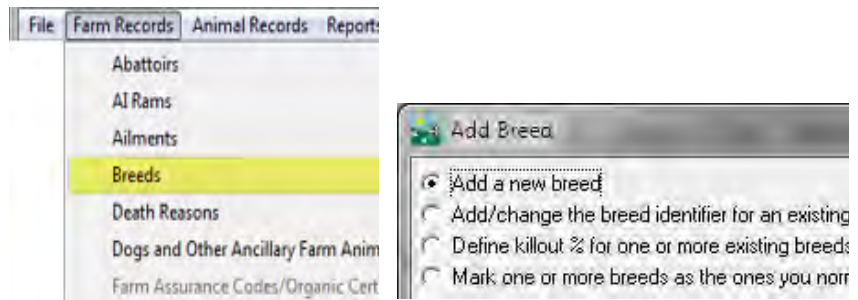 File Farm Records Animal Records Reports
Abattoirs
AI Rams
Ailments
Breeds
Death Reasons
Dogs and Other Ancillary Farm Anim
Farm Assurance Codes/Organic Cert
Add Breed
Add a new breed
Add/change the breed identifier for an existing
Define killout % for one or more existing breeds
Mark one or more breeds as the ones you norm